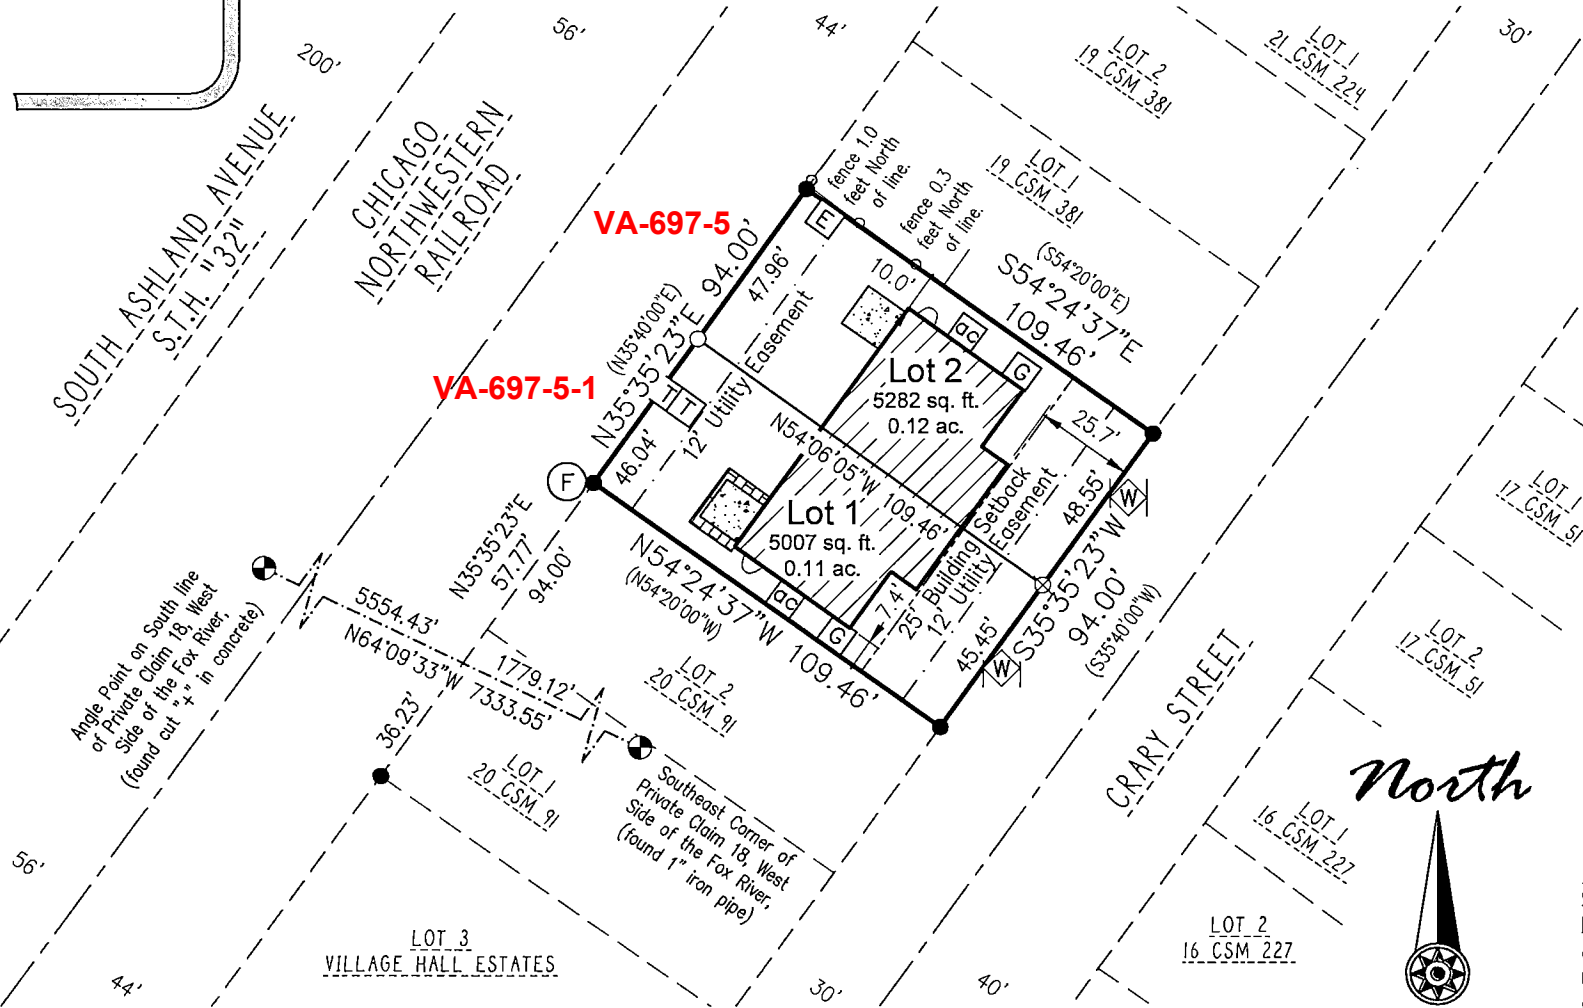 200'
56'
44'
30'
SOUTH ASHLAND AVENUE
S.T.H. "32"
CHICAGO
NORTHWESTERN
RAILROAD
LOT 2
19 CSM 381
LOT 1
21 CSM 224
LOT 1
19 CSM 381
fence 1.0
feet North
of line.
fence 0.3
feet North
of line.
VA-697-5
VA-697-5-1
E
N35°35'23"E 94.00'
(N35°40'00"E)
47.96'
46.04'
12' Utility Easement
T
T
F
10.0'
(S54°20'00"E)
S54°24'37"E
109.46'
ac
G
Lot 2
5282 sq. ft.
0.12 ac.
N54°06'05"W 109.46'
Lot 1
5007 sq. ft.
0.11 ac.
25.7'
48.55'
W
S35°35'23"W
94.00'
(S35°40'00"W)
45.45'
W
25' Building Setback
12' Utility Easement
7.4'
ac
G
N54°24'37"W 109.46'
(N54°20'00"W)
N35°35'23"E
57.77'
94.00'
36.23'
5554.43'
N64°09'33"W 7333.55'
1779.12'
Angle Point on South line
of Private Claim 18, West
Side of the Fox River,
(found cut "+" in concrete)
Southeast Corner of
Private Claim 18, West
Side of the Fox River,
(found 1" iron pipe)
LOT 2
20 CSM 91
LOT 1
20 CSM 91
LOT 3
VILLAGE HALL ESTATES
CRARY STREET
LOT 1
17 CSM 51
LOT 2
17 CSM 51
LOT 1
16 CSM 227
LOT 2
16 CSM 227
North
56'
44'
30'
40'